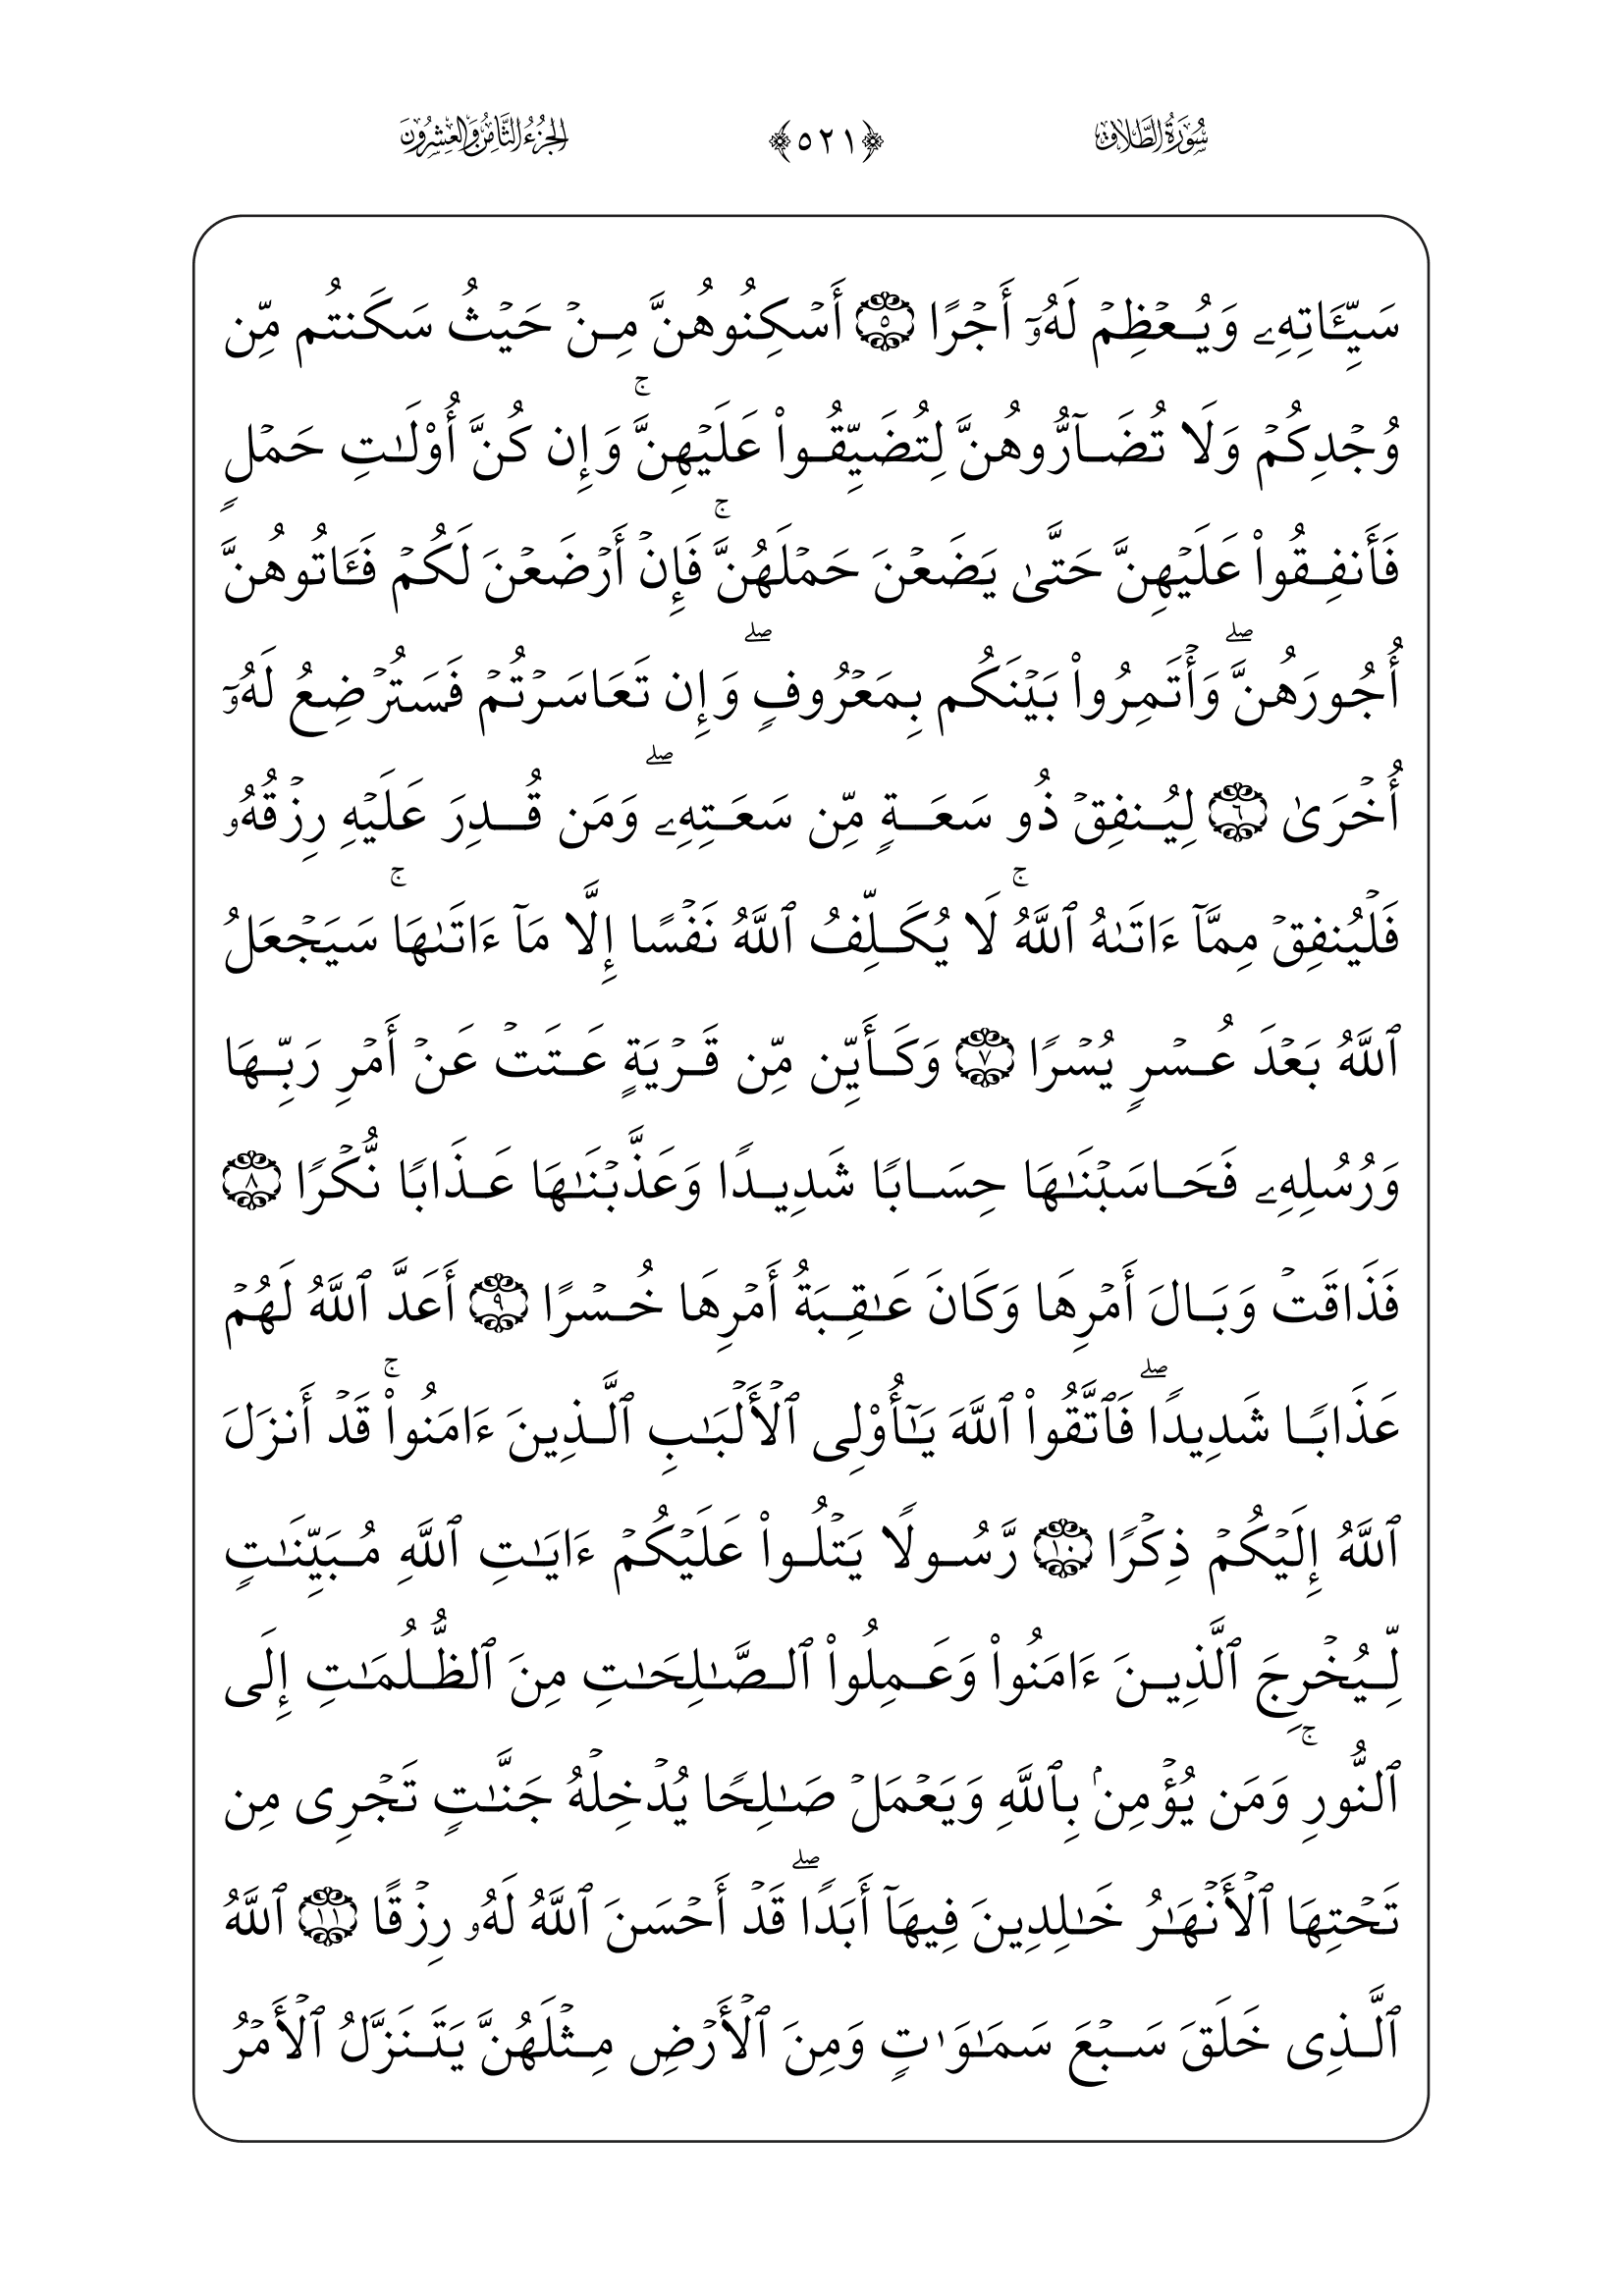 سُورَةُ الطَّلَاقِ ﴿٥٢١﴾ الجُزْءُ الثَّامِنُ وَالعِشْرُونَ
سَيِّـَٔاتِهِۦ وَيُعۡظِمۡ لَهُۥٓ أَجۡرًا ۝٥ أَسۡكِنُوهُنَّ مِنۡ حَيۡثُ سَكَنتُم مِّن
وُجۡدِكُمۡ وَلَا تُضَآرُّوهُنَّ لِتُضَيِّقُواْ عَلَيۡهِنَّۚ وَإِن كُنَّ أُوْلَٰتِ حَمۡلٍ
فَأَنفِقُواْ عَلَيۡهِنَّ حَتَّىٰ يَضَعۡنَ حَمۡلَهُنَّۚ فَإِنۡ أَرۡضَعۡنَ لَكُمۡ فَـَٔاتُوهُنَّ
أُجُورَهُنَّۖ وَأۡتَمِرُواْ بَيۡنَكُم بِمَعۡرُوفٍۖ وَإِن تَعَاسَرۡتُمۡ فَسَتُرۡضِعُ لَهُۥٓ
أُخۡرَىٰ ۝٦ لِيُنفِقۡ ذُو سَعَةٍ مِّن سَعَتِهِۦۖ وَمَن قُدِرَ عَلَيۡهِ رِزۡقُهُۥ
فَلۡيُنفِقۡ مِمَّآ ءَاتَىٰهُ ٱللَّهُۚ لَا يُكَلِّفُ ٱللَّهُ نَفۡسًا إِلَّا مَآ ءَاتَىٰهَاۚ سَيَجۡعَلُ
ٱللَّهُ بَعۡدَ عُسۡرٍ يُسۡرًا ۝٧ وَكَأَيِّن مِّن قَرۡيَةٍ عَتَتۡ عَنۡ أَمۡرِ رَبِّهَا
وَرُسُلِهِۦ فَحَاسَبۡنَٰهَا حِسَابًا شَدِيدًا وَعَذَّبۡنَٰهَا عَذَابًا نُّكۡرًا ۝٨
فَذَاقَتۡ وَبَالَ أَمۡرِهَا وَكَانَ عَٰقِبَةُ أَمۡرِهَا خُسۡرًا ۝٩ أَعَدَّ ٱللَّهُ لَهُمۡ
عَذَابًا شَدِيدًاۖ فَٱتَّقُواْ ٱللَّهَ يَٰٓأُوْلِى ٱلۡأَلۡبَٰبِ ٱلَّذِينَ ءَامَنُواْۚ قَدۡ أَنزَلَ
ٱللَّهُ إِلَيۡكُمۡ ذِكۡرًا ۝١٠ رَّسُولًا يَتۡلُواْ عَلَيۡكُمۡ ءَايَٰتِ ٱللَّهِ مُبَيِّنَٰتٍ
لِّيُخۡرِجَ ٱلَّذِينَ ءَامَنُواْ وَعَمِلُواْ ٱلصَّٰلِحَٰتِ مِنَ ٱلظُّلُمَٰتِ إِلَى
ٱلنُّورِۚ وَمَن يُؤۡمِنۢ بِٱللَّهِ وَيَعۡمَلۡ صَٰلِحًا يُدۡخِلۡهُ جَنَّٰتٍ تَجۡرِى مِن
تَحۡتِهَا ٱلۡأَنۡهَٰرُ خَٰلِدِينَ فِيهَآ أَبَدًاۖ قَدۡ أَحۡسَنَ ٱللَّهُ لَهُۥ رِزۡقًا ۝١١ ٱللَّهُ
ٱلَّذِى خَلَقَ سَبۡعَ سَمَٰوَٰتٍ وَمِنَ ٱلۡأَرۡضِ مِثۡلَهُنَّ يَتَنَزَّلُ ٱلۡأَمۡرُ